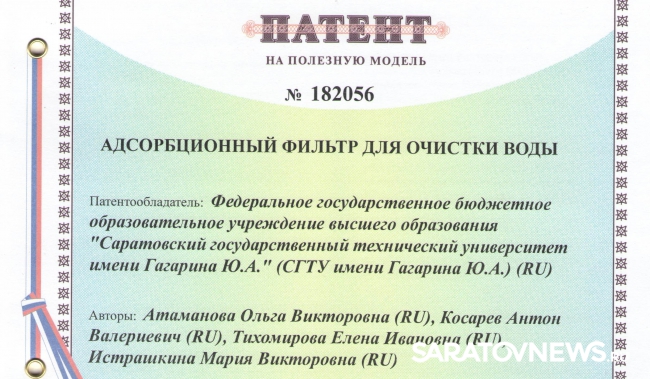 ПАТЕНТ
НА ПОЛЕЗНУЮ МОДЕЛЬ
№ 182056
АДСОРБЦИОННЫЙ ФИЛЬТР ДЛЯ ОЧИСТКИ ВОДЫ
Патентообладатель: Федеральное государственное бюджетное
образовательное учреждение высшего образования
"Саратовский государственный технический университет
имени Гагарина Ю.А." (СГТУ имени Гагарина Ю.А.) (RU)
Авторы: Атаманова Ольга Викторовна (RU), Косарев Антон
Валериевич (RU), Тихомирова Елена Ивановна (RU),
Истрашкина Мария Викторовна (RU)
SARATOVNEWS